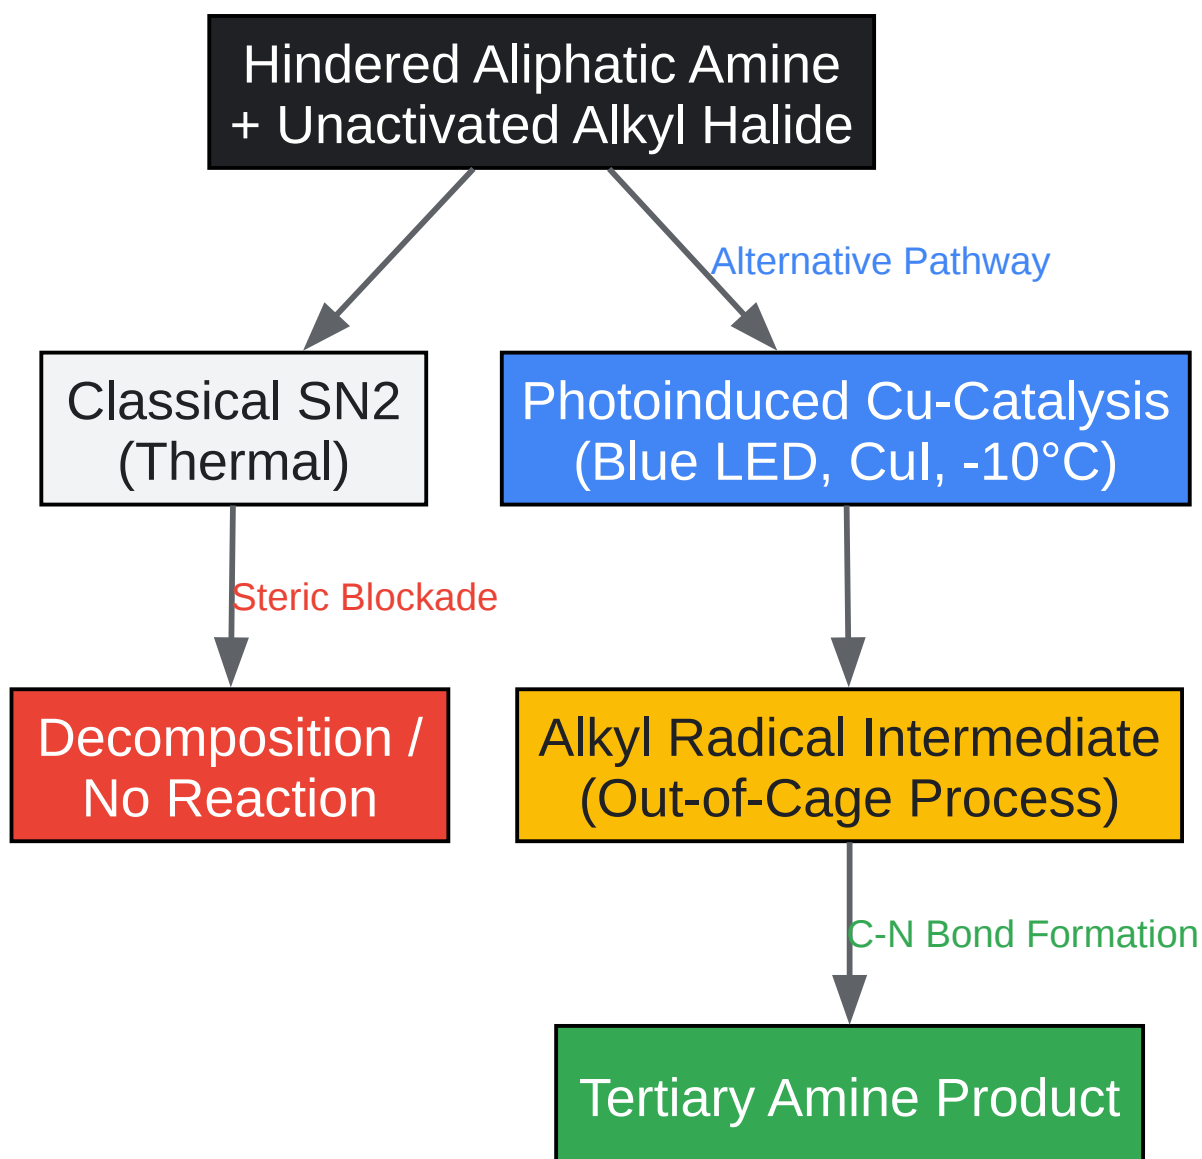 Hindered Aliphatic Amine
+ Unactivated Alkyl Halide
Alternative Pathway
Classical SN2
(Thermal)
Photoinduced Cu-Catalysis
(Blue LED, CuI, -10°C)
Steric Blockade
Decomposition /
No Reaction
Alkyl Radical Intermediate
(Out-of-Cage Process)
C-N Bond Formation
Tertiary Amine Product